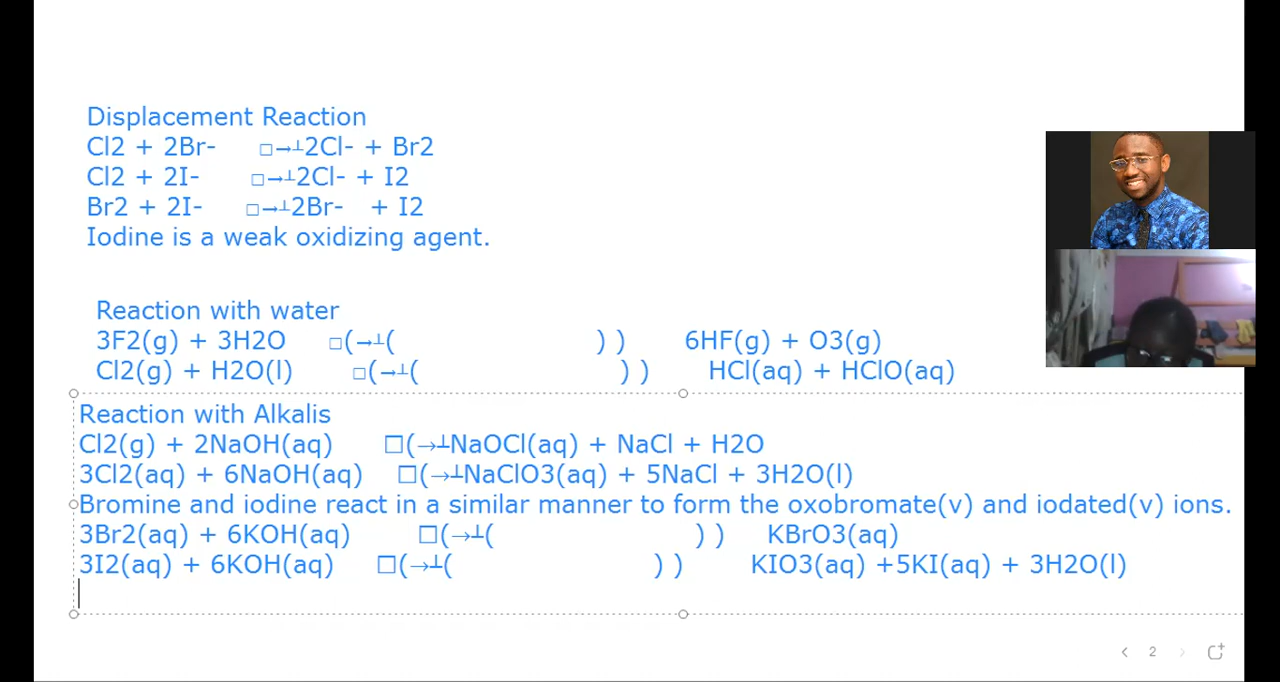 Displacement Reaction
Cl2 + 2Br- □→┴2Cl- + Br2
Cl2 + 2I- □→┴2Cl- + I2
Br2 + 2I- □→┴2Br- + I2
Iodine is a weak oxidizing agent.
Reaction with water
3F2(g) + 3H2O □(→┴( ) ) 6HF(g) + O3(g)
Cl2(g) + H2O(l) □(→┴( ) ) HCl(aq) + HClO(aq)
Reaction with Alkalis
Cl2(g) + 2NaOH(aq) □(→┴NaOCl(aq) + NaCl + H2O
3Cl2(aq) + 6NaOH(aq) □(→┴NaClO3(aq) + 5NaCl + 3H2O(l)
Bromine and iodine react in a similar manner to form the oxobromate(v) and iodated(v) ions.
3Br2(aq) + 6KOH(aq) □(→┴( ) ) KBrO3(aq)
3I2(aq) + 6KOH(aq) □(→┴( ) ) KIO3(aq) +5KI(aq) + 3H2O(l)
2